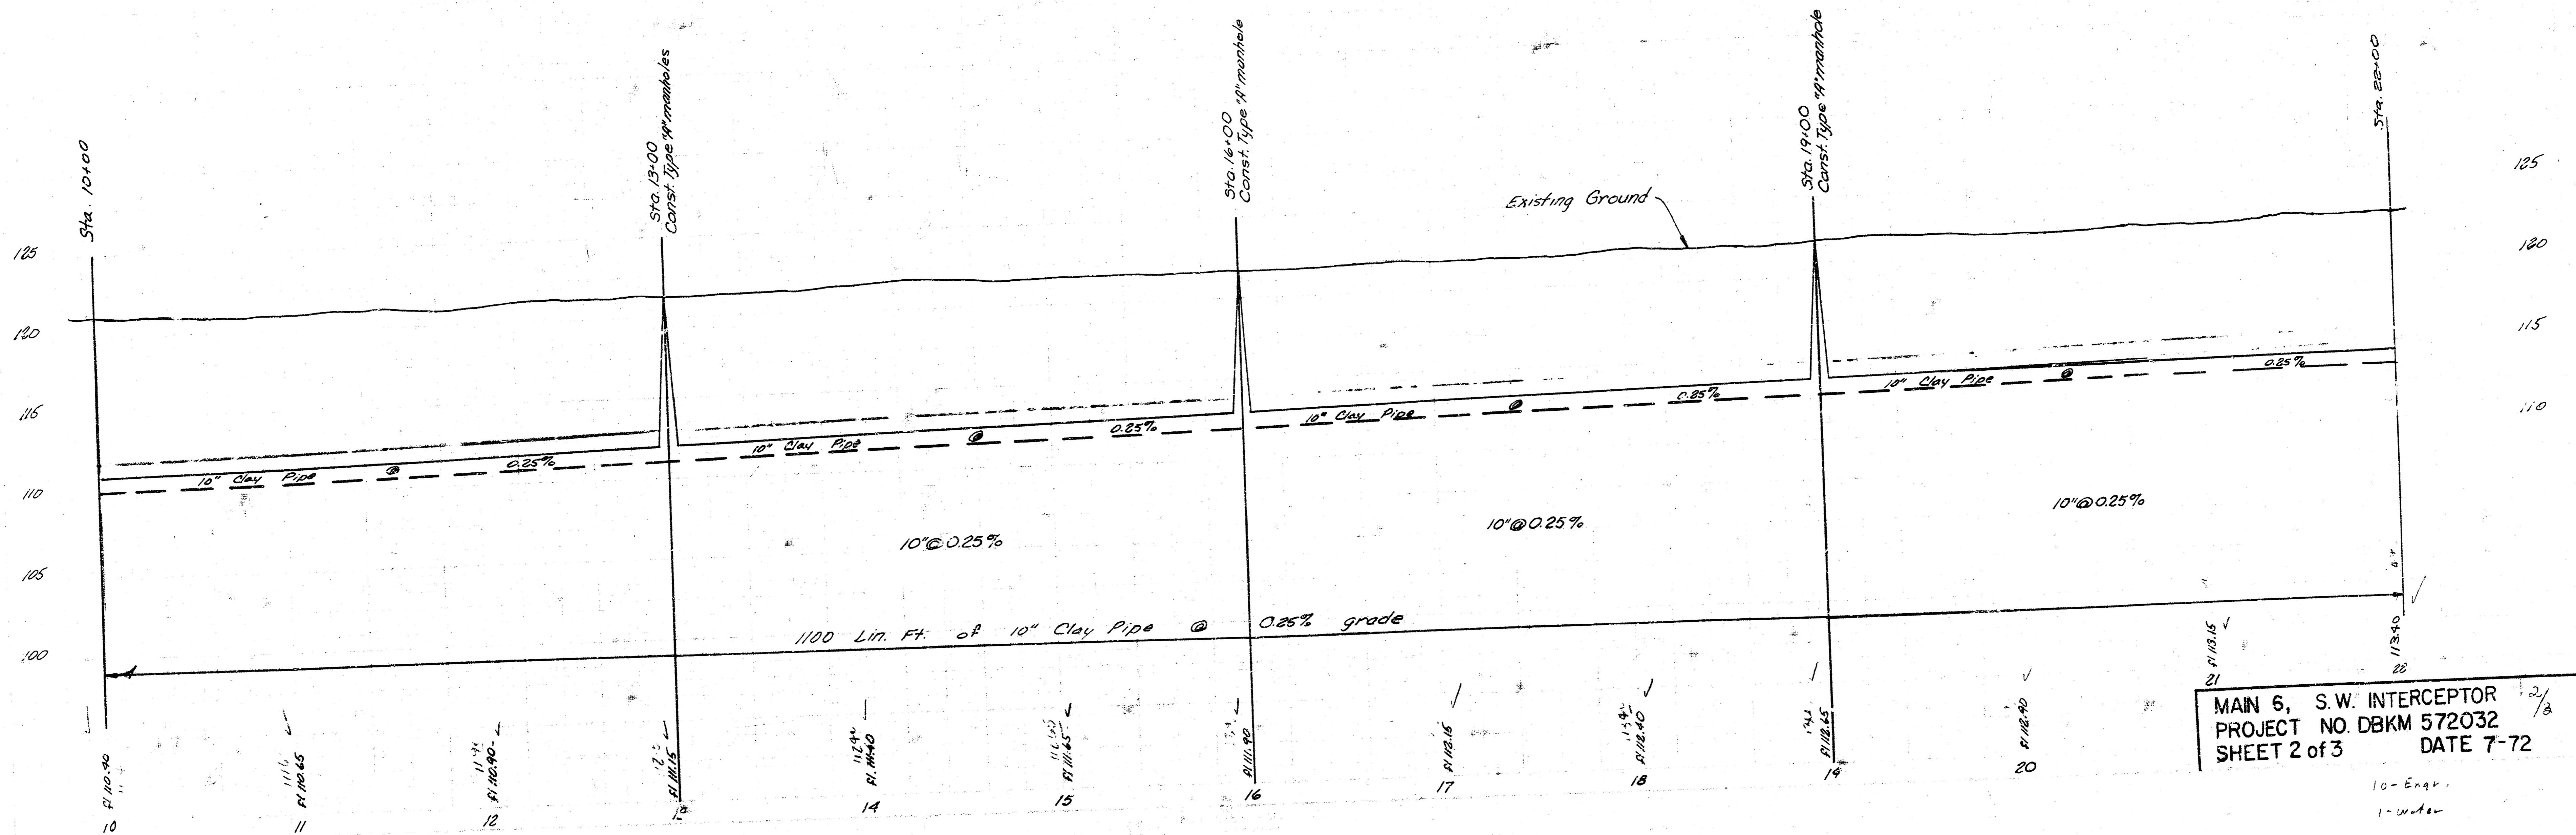 Sta. 10+00
Sta. 13+00
Const. Type "A" manholes
Sta. 16+00
Const. Type "A" manhole
Sta. 19+00
Const. Type "A" manhole
Sta. 22+00
Existing Ground
125
120
115
110
105
100
125
120
115
110
10" Clay Pipe @ 0.25%
10" Clay Pipe @ 0.25%
10" Clay Pipe @ 0.25%
10" Clay Pipe @ 0.25%
10" @ 0.25%
10" @ 0.25%
10" @ 0.25%
1100 Lin. Ft. of 10" Clay Pipe @ 0.25% grade
Fl 110.40
Fl 110.65
Fl 110.90
Fl 111.15
Fl. 111.40
Fl 111.65
Fl 111.90
Fl 112.15
Fl 112.40
Fl 112.65
Fl 112.90
Fl 113.15
113.40
10
11
12
14
15
16
17
18
19
20
21
22
MAIN 6, S.W. INTERCEPTOR
PROJECT NO. DBKM 572032
SHEET 2 of 3 DATE 7-72
2/3
10-Engr.
1-water